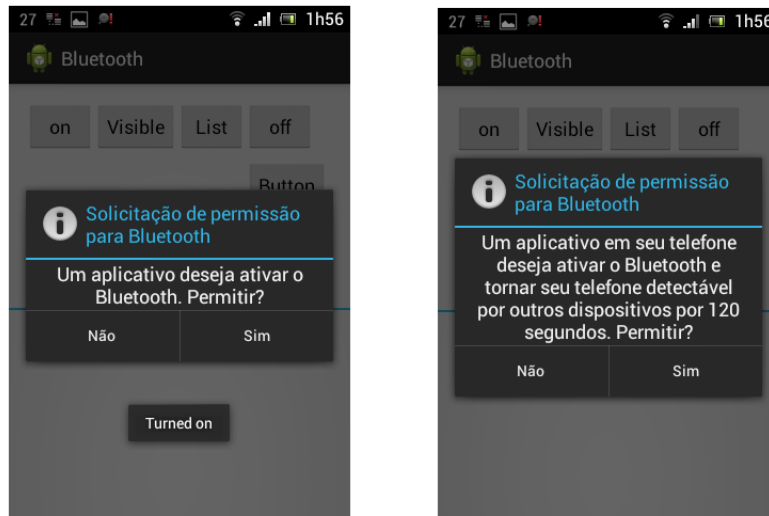 27 1h56
Bluetooth
on Visible List off
Button
Solicitação de permissão
para Bluetooth
Um aplicativo deseja ativar o
Bluetooth. Permitir?
Não Sim
Turned on
27 1h56
Bluetooth
on Visible List off
Solicitação de permissão
para Bluetooth
Um aplicativo em seu telefone
deseja ativar o Bluetooth e
tornar seu telefone detectável
por outros dispositivos por 120
segundos. Permitir?
Não Sim